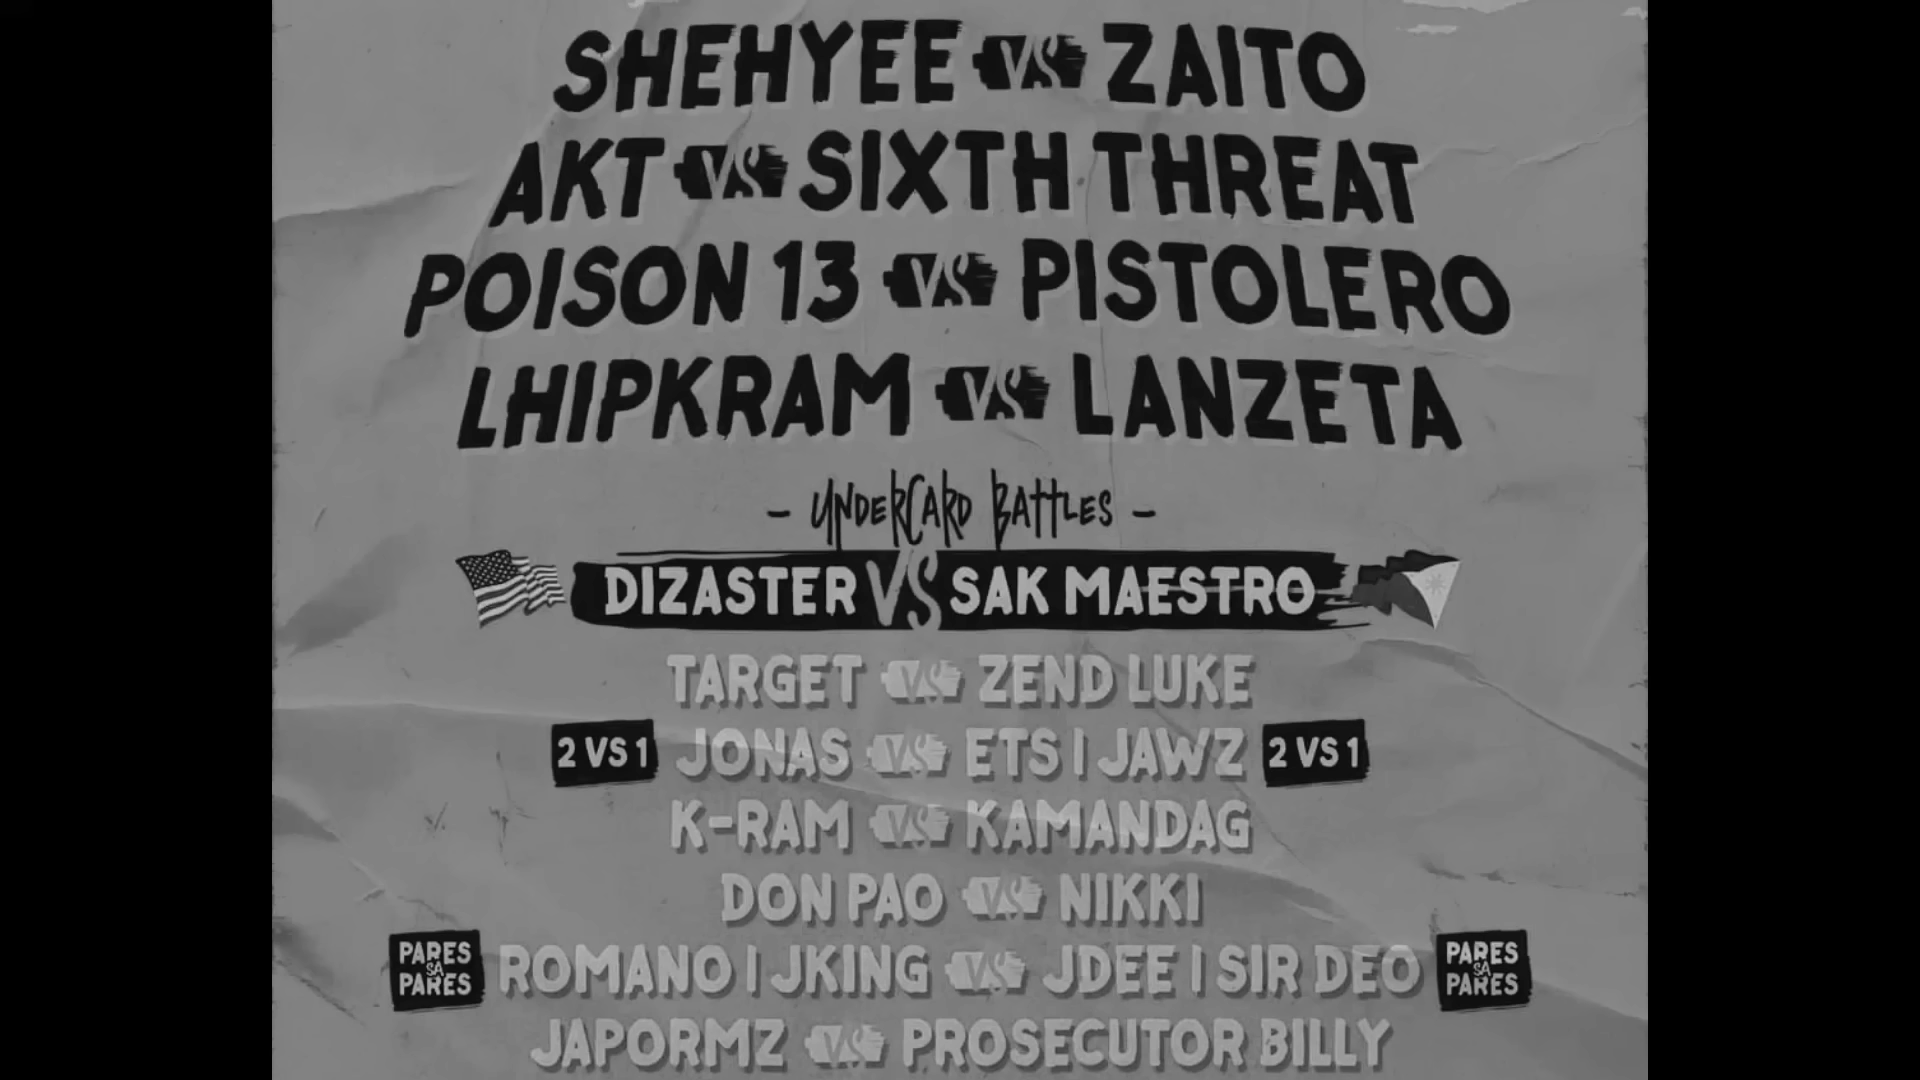 SHEHYEE VS ZAITO
AKT VS SIXTH THREAT
POISON 13 VS PISTOLERO
LHIPKRAM VS LANZETA
- UNDERCARD BATTLES -
DIZASTER VS SAK MAESTRO
TARGET VS ZEND LUKE
2 VS 1 JONAS VS ETS | JAWZ 2 VS 1
K-RAM VS KAMANDAG
DON PAO VS NIKKI
PARES SA PARES ROMANO | JKING VS JDEE | SIR DEO PARES SA PARES
JAPORMZ VS PROSECUTOR BILLY